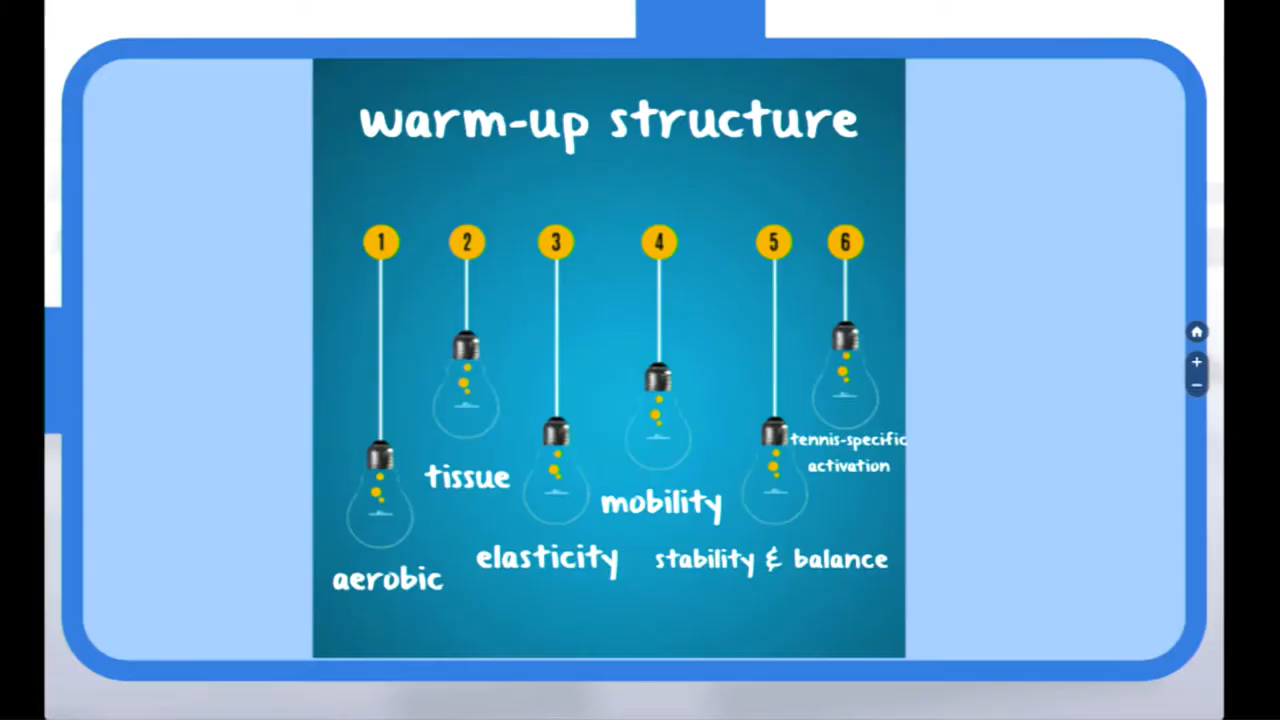 warm-up structure
1 2 3 4 5 6
tennis-specific
activation
tissue
mobility
elasticity
stability & balance
aerobic